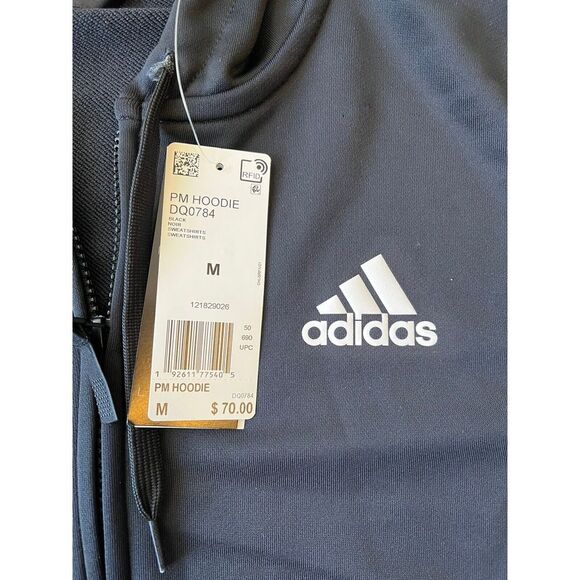 RFID
PM HOODIE
DQ0784
BLACK
NOIR
SWEATSHIRTS
SWEATSHIRTS
M
121829026
50
690
UPC
1 92611 77540 5
PM HOODIE
DQ0784
M $ 70.00
adidas